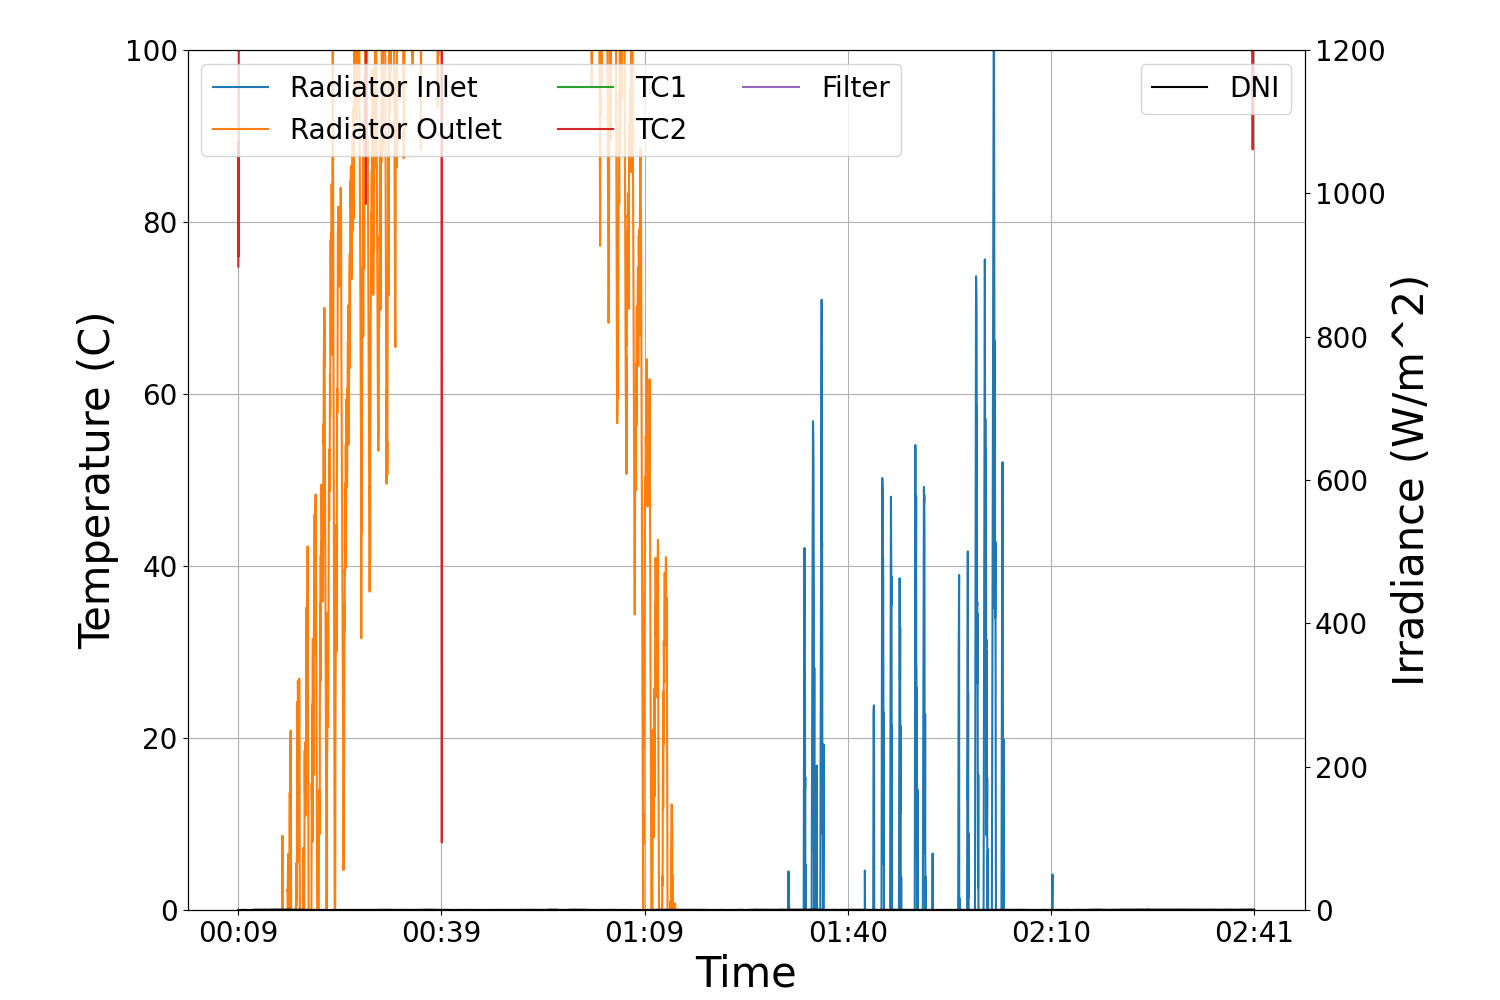 Radiator Inlet
Radiator Outlet
TC1
TC2
Filter
DNI
100
80
60
40
20
0
Temperature (C)
1200
1000
800
600
400
200
0
Irradiance (W/m^2)
00:09 00:39 01:09 01:40 02:10 02:41
Time